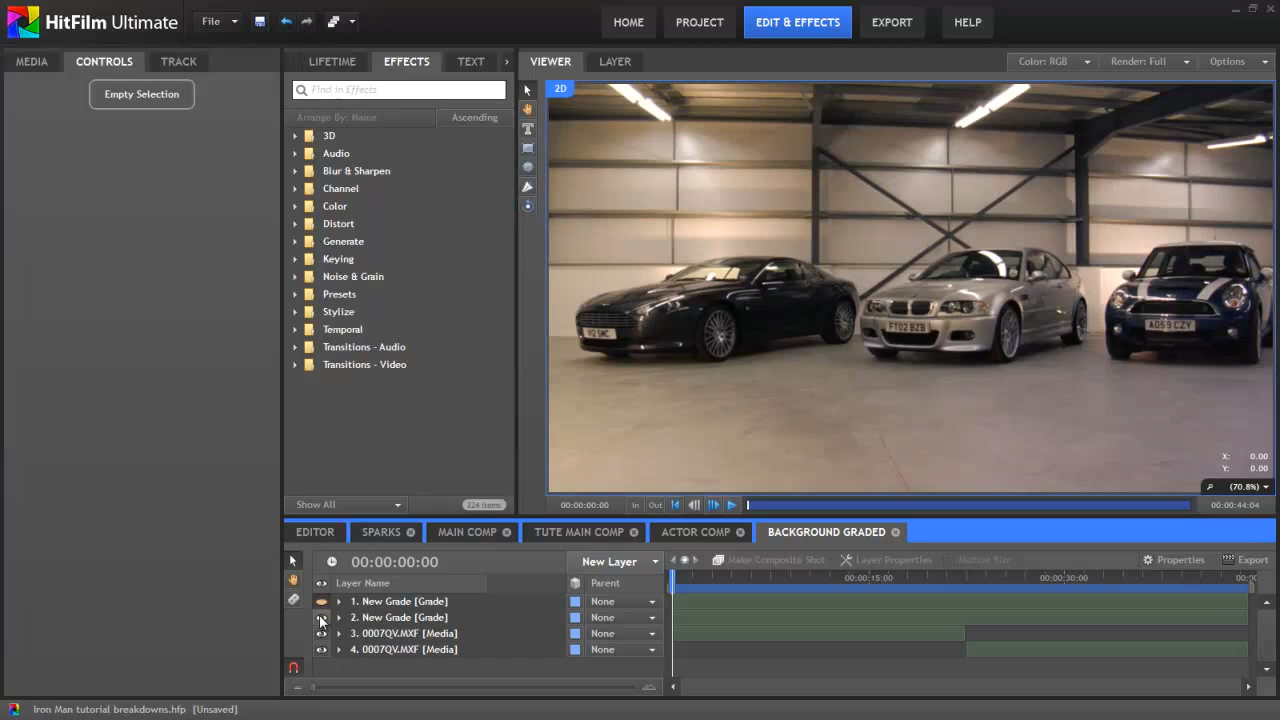 HitFilm Ultimate
File
HOME
PROJECT
EDIT & EFFECTS
EXPORT
HELP
MEDIA
CONTROLS
TRACK
LIFETIME
EFFECTS
TEXT
VIEWER
LAYER
Color: RGB
Render: Full
Options
Empty Selection
Find in Effects
Arrange By: Name
Ascending
3D
Audio
Blur & Sharpen
Channel
Color
Distort
Generate
Keying
Noise & Grain
Presets
Stylize
Temporal
Transitions - Audio
Transitions - Video
Show All
224 items
2D
FT02 BZB
AO59 CZY
X: 0.00
Y: 0.00
(70.8%)
00:00:00:00
In
Out
00:00:44:04
EDITOR
SPARKS
MAIN COMP
TUTE MAIN COMP
ACTOR COMP
BACKGROUND GRADED
00:00:00:00
New Layer
Make Composite Shot
Layer Properties
Motion Blur
Properties
Export
Layer Name
Parent
00:00:15:00
00:00:30:00
1. New Grade [Grade]
None
2. New Grade [Grade]
None
3. 0007QV.MXF [Media]
None
4. 0007QV.MXF [Media]
None
Iron Man tutorial breakdowns.hfp [Unsaved]